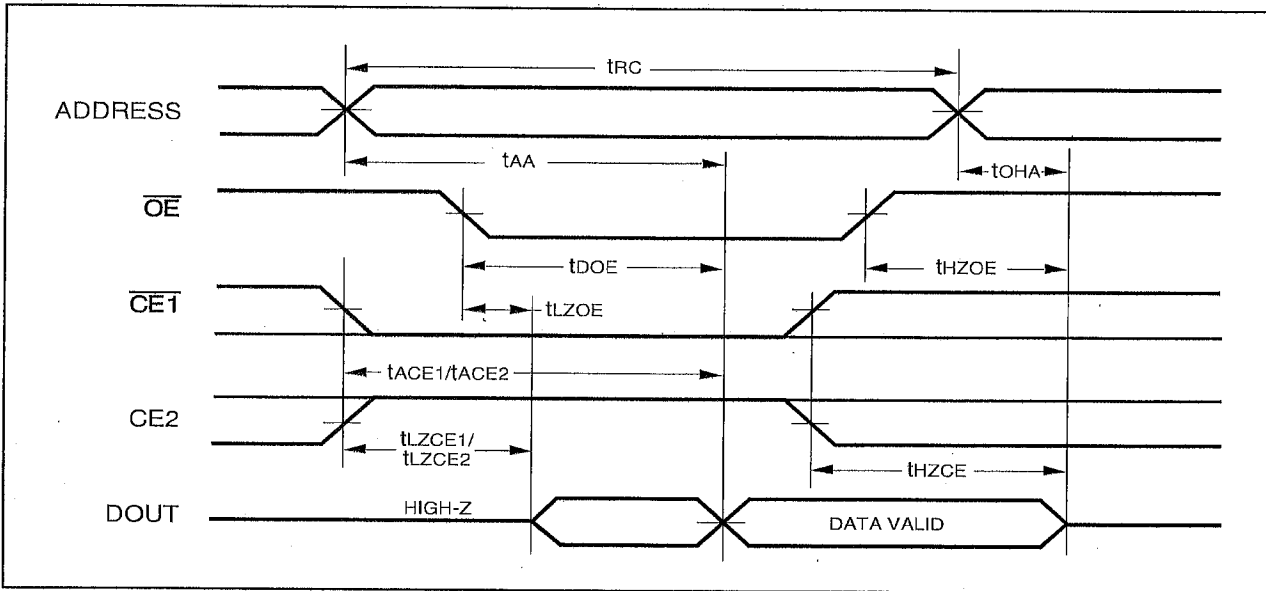 tRC
ADDRESS
tAA
tOHA
OE
tDOE
tHZOE
CE1
tLZOE
tACE1/tACE2
CE2
tLZCE1/
tLZCE2
tHZCE
DOUT
HIGH-Z
DATA VALID